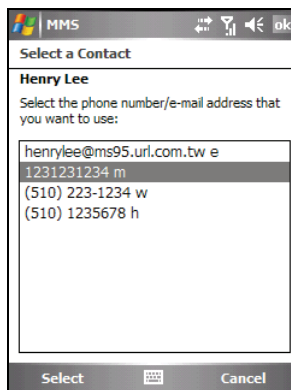 MMS ok
Select a Contact
Henry Lee
Select the phone number/e-mail address that
you want to use:
henrylee@ms95.url.com.tw e
1231231234 m
(510) 223-1234 w
(510) 1235678 h
Select Cancel